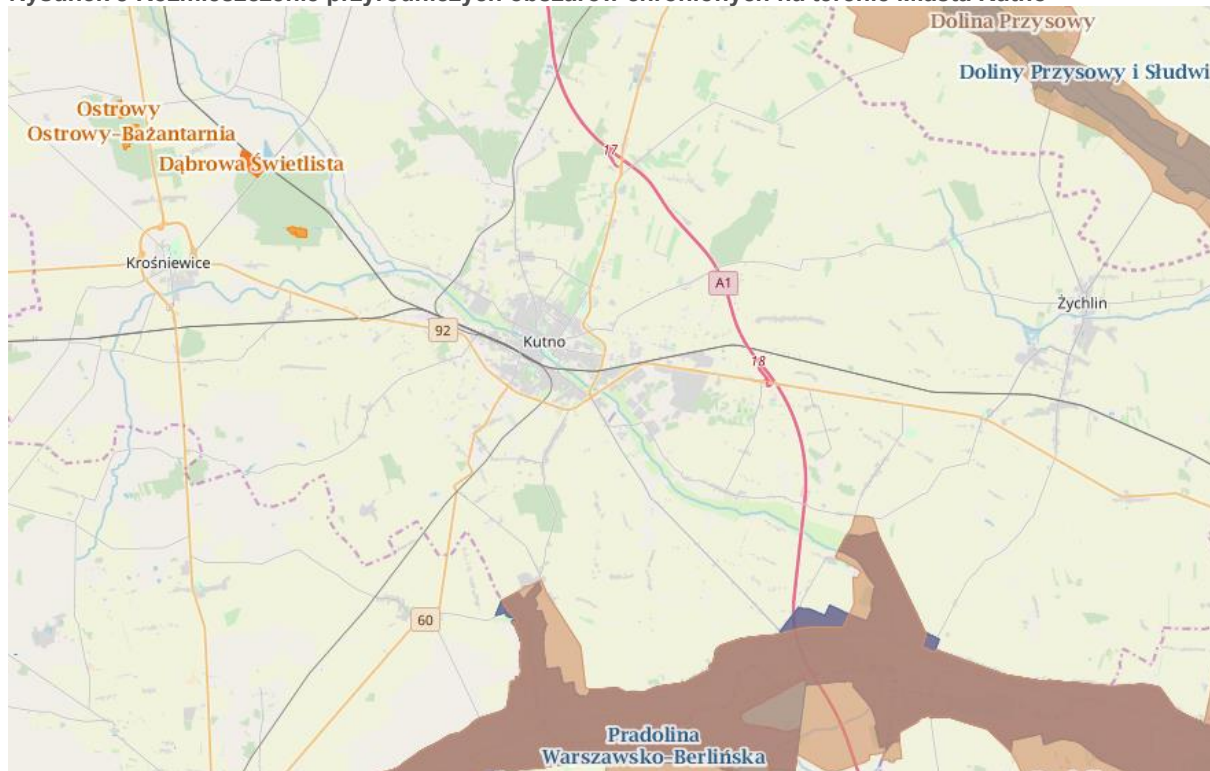 Dolina Przysowy
Doliny Przysowy i Słudwi
Ostrowy
Ostrowy-Bażantarnia
Dąbrowa Świetlista
17
Krośniewice
A1
Żychlin
92
Kutno
18
60
Pradolina
Warszawsko-Berlińska